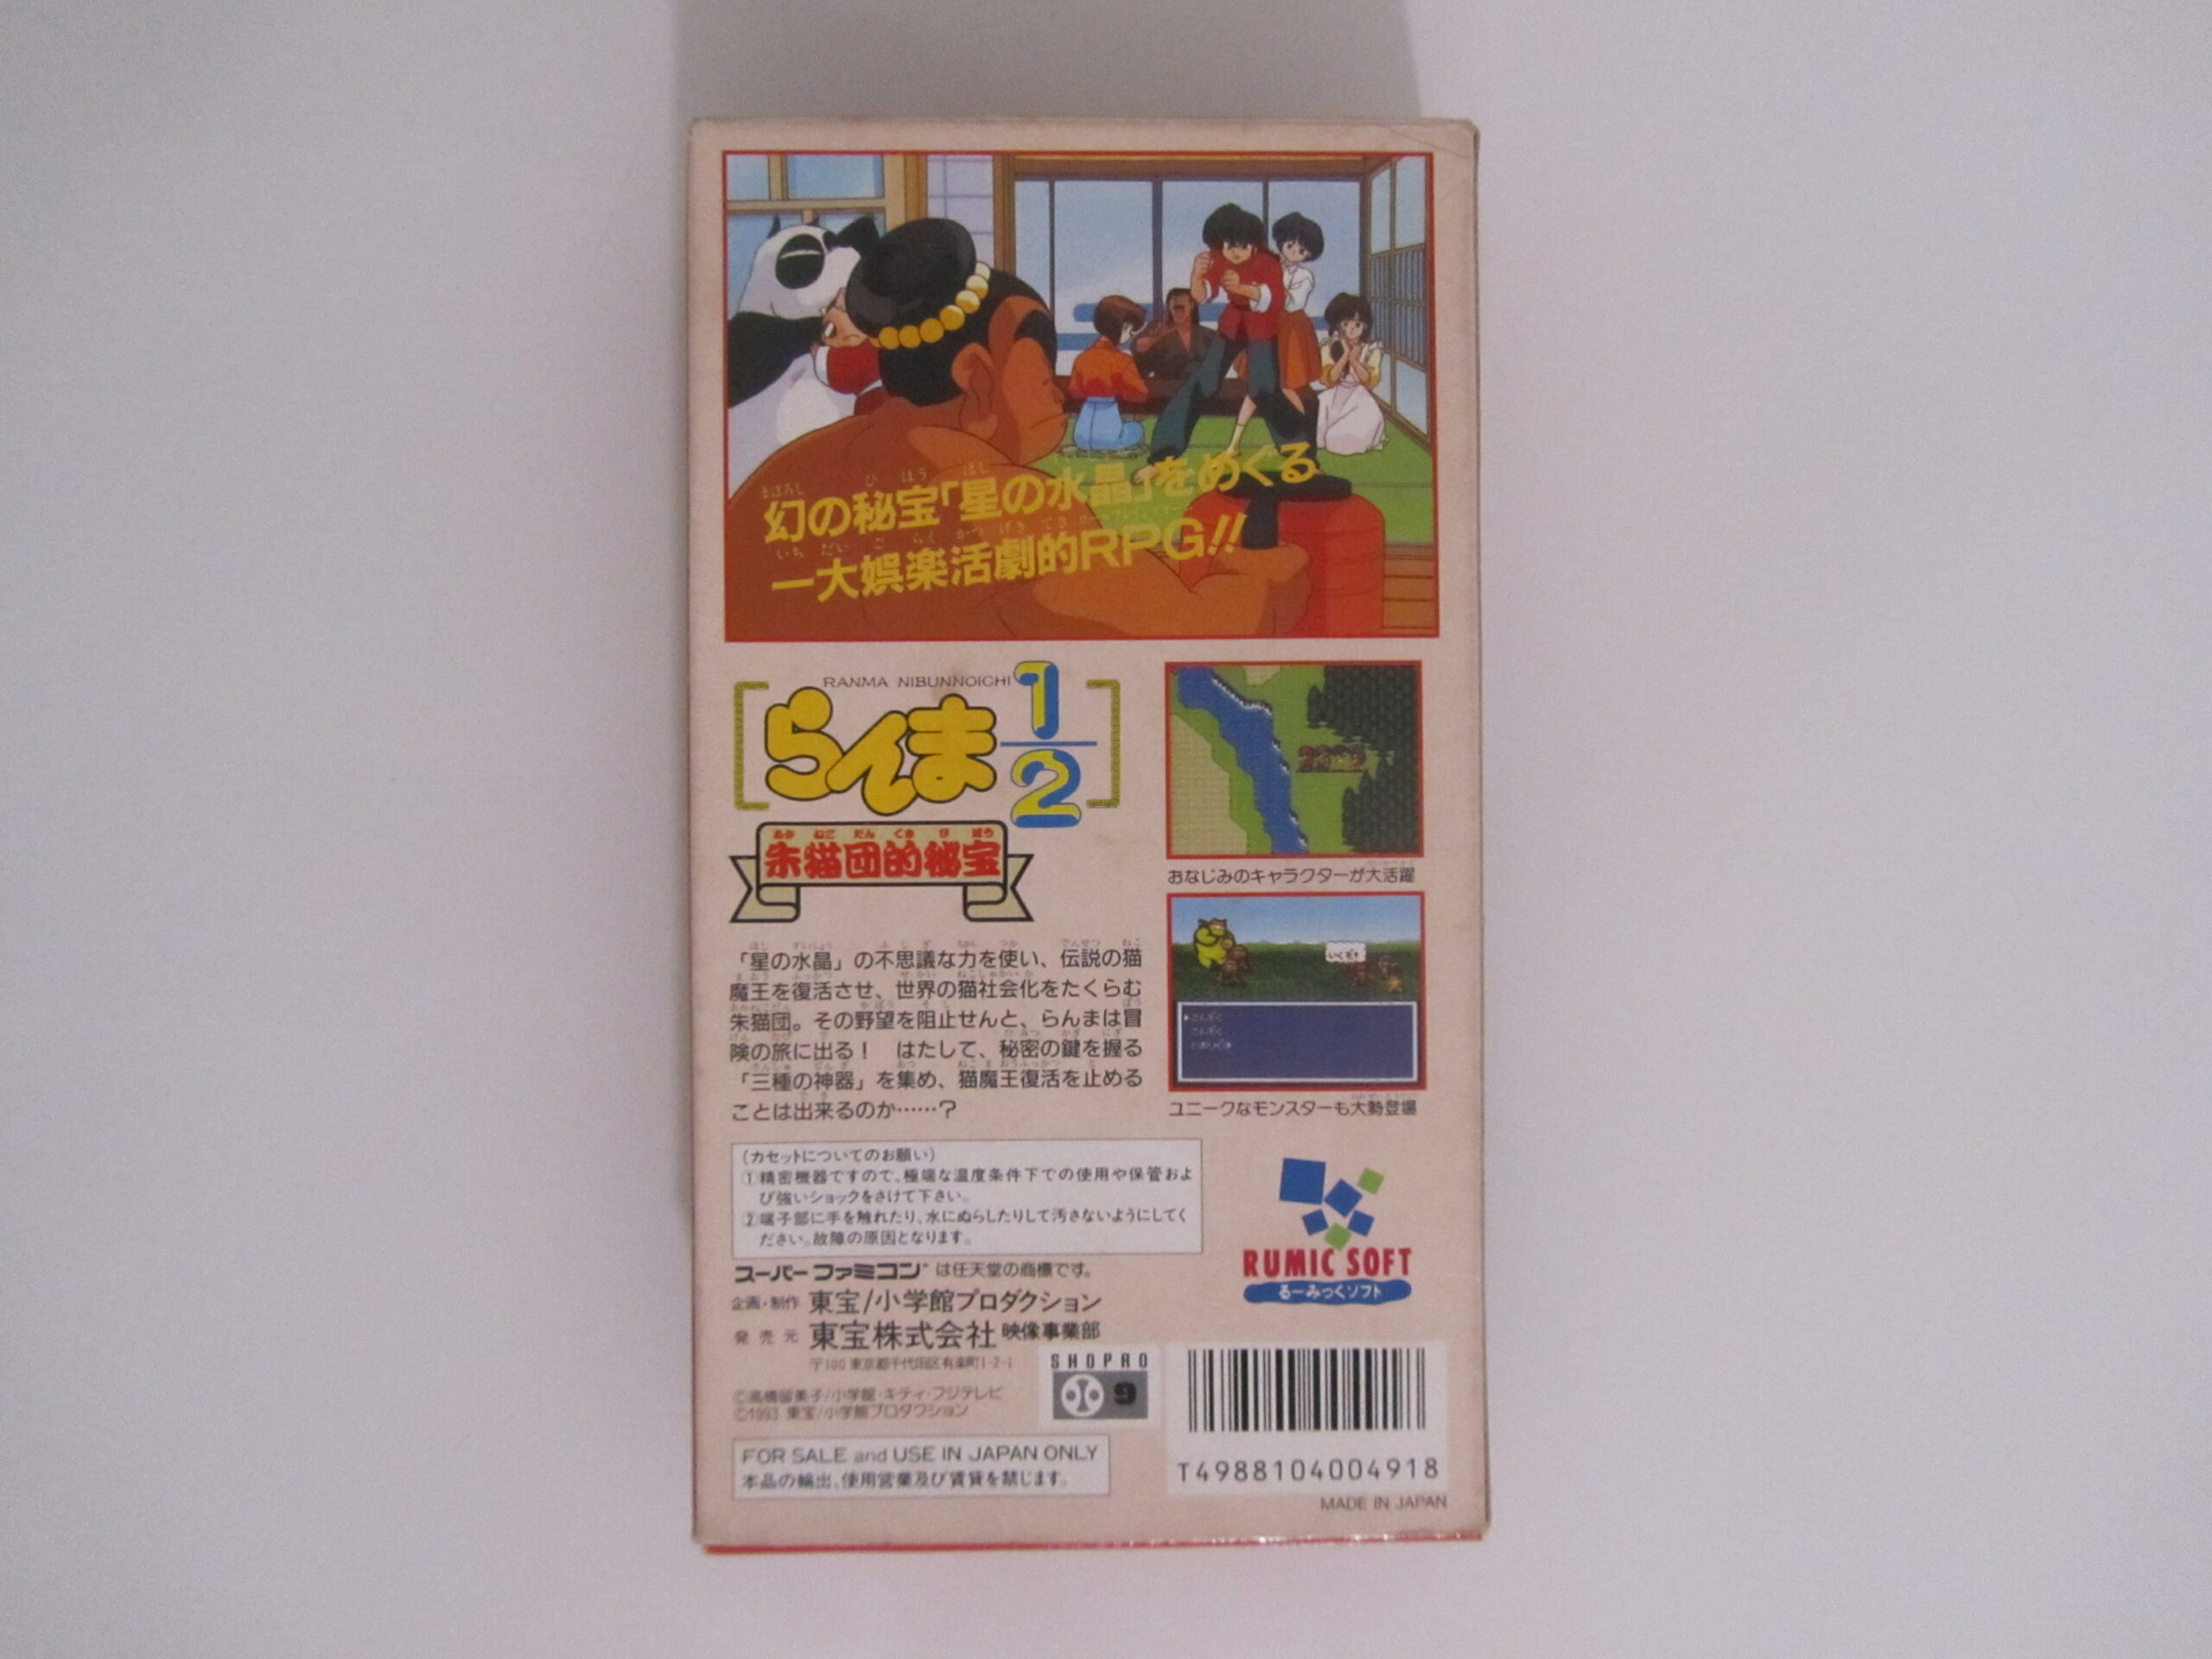 幻の秘宝「星の水晶」をめぐる
一大娯楽活劇的RPG!!
RANMA NIBUNNOICHI
らんま1/2
朱猫団的秘宝
「星の水晶」の不思議な力を使い、伝説の猫
魔王を復活させ、世界の猫社会化をたくらむ
朱猫団。その野望を阻止せんと、らんまは冒
険の旅に出る！ はたして、秘密の鍵を握る
「三種の神器」を集め、猫魔王復活を止める
ことは出来るのか……？
おなじみのキャラクターが大活躍
いくぞ!
ユニークなモンスターも大勢登場
(カセットについてのお願い)
①精密機器ですので、極端な温度条件下での使用や保管およ
び強いショックをさけて下さい。
②端子部に手を触れたり、水にぬらしたりして汚さないようにしてく
ださい。故障の原因となります。
スーパーファミコン は任天堂の商標です。
企画・制作 東宝/小学館プロダクション
発売元 東宝株式会社 映像事業部
〒100 東京都千代田区有楽町1-2-1
©高橋留美子/小学館・キティ・フジテレビ
©1993 東宝/小学館プロダクション
FOR SALE and USE IN JAPAN ONLY
本品の輸出、使用営業及び賃貸を禁じます。
RUMIC SOFT
るーみっくソフト
SHOPRO
9
T4988104004918
MADE IN JAPAN